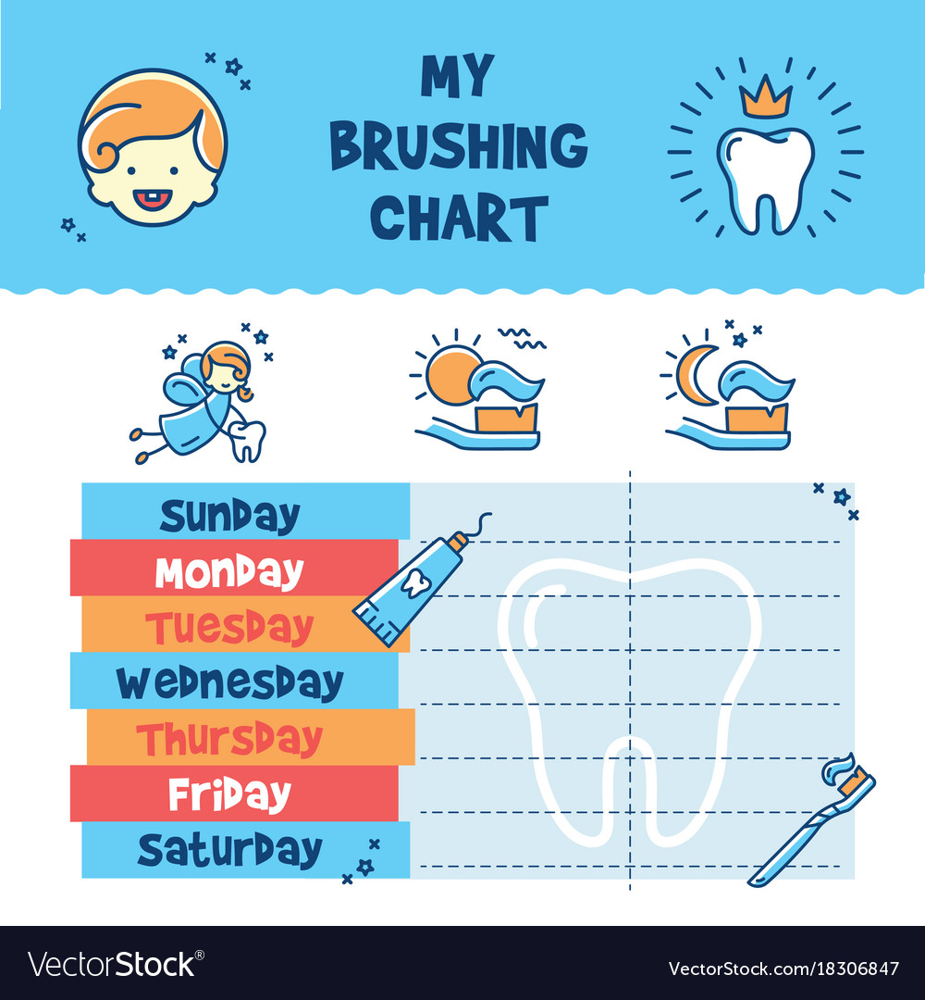 MY
BRUSHING
CHART
Sunday
Monday
Tuesday
Wednesday
Thursday
Friday
Saturday
VectorStock®
VectorStock.com/18306847